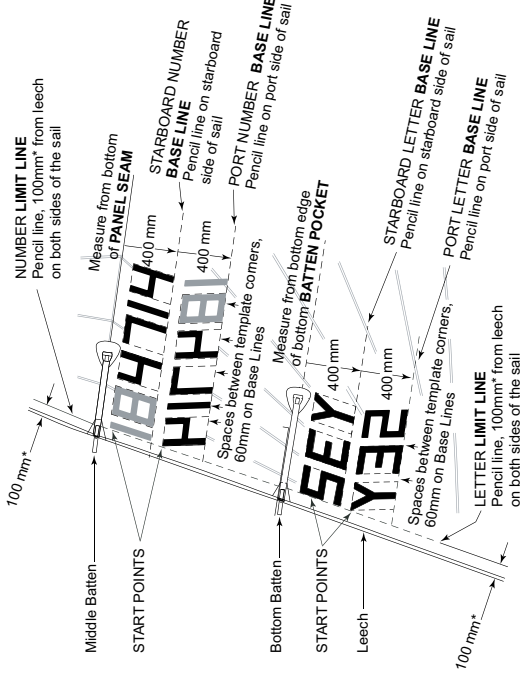 NUMBER LIMIT LINE
Pencil line, 100mm* from leech
on both sides of the sail
100 mm*
Measure from bottom
of PANEL SEAM
Middle Batten
184714
400 mm
STARBOARD NUMBER
BASE LINE
Pencil line on starboard
side of sail
START POINTS
184714
400 mm
PORT NUMBER BASE LINE
Pencil line on port side of sail
Spaces between template corners,
60mm on Base Lines
Measure from bottom edge
of bottom BATTEN POCKET
Bottom Batten
SEY
400 mm
STARBOARD LETTER BASE LINE
Pencil line on starboard side of sail
START POINTS
SEY
400 mm
PORT LETTER BASE LINE
Pencil line on port side of sail
Leech
Spaces between template corners,
60mm on Base Lines
LETTER LIMIT LINE
Pencil line, 100mm* from leech
on both sides of the sail
100 mm*